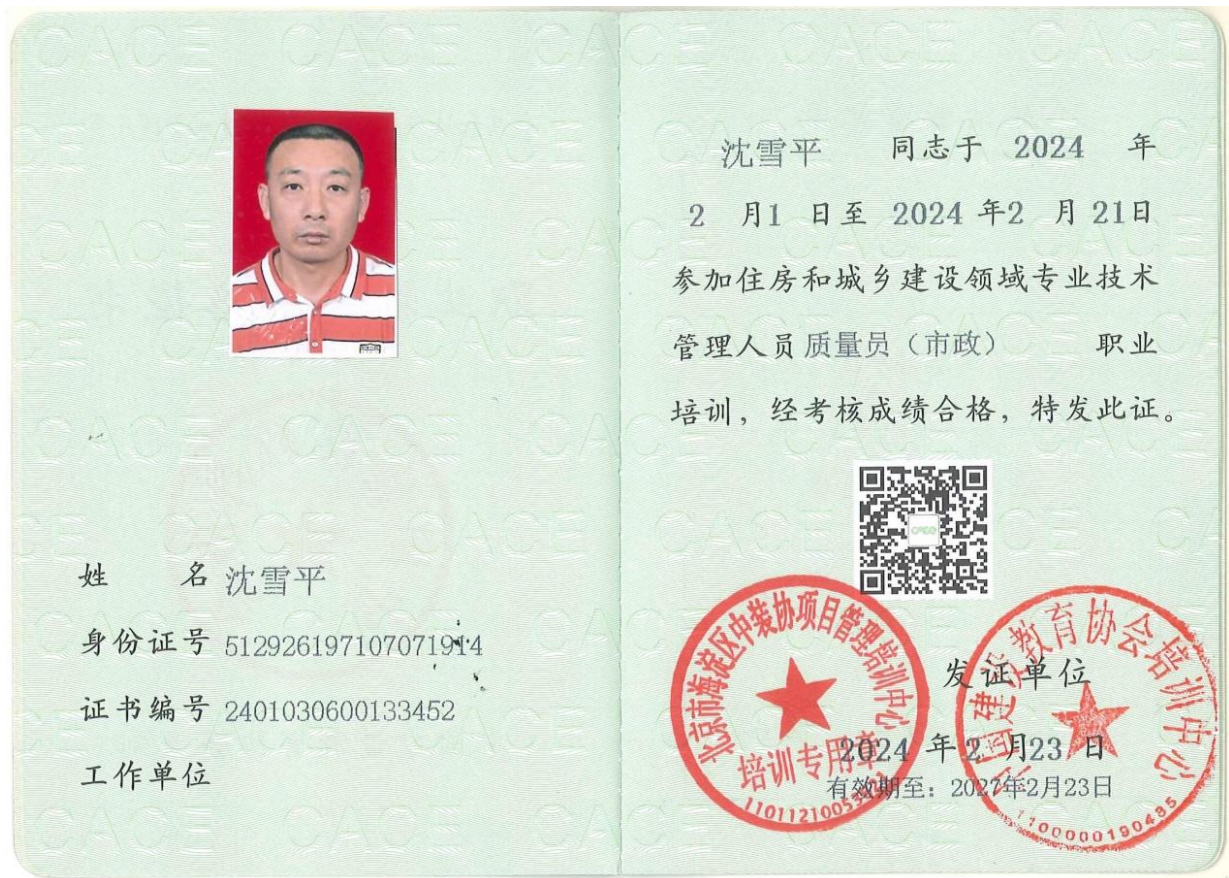 姓 名 沈雪平
身份证号 512926197107071914
证书编号 2401030600133452
工作单位
沈雪平 同志于 2024 年
2 月1 日至 2024 年2 月 21日
参加住房和城乡建设领域专业技术
管理人员质量员（市政） 职业
培训，经考核成绩合格，特发此证。
北京市海淀区中装协项目管理培训中心
培训专用章
中国建设教育协会培训中心
1100000190485
发证单位
2024 年 2 月23 日
有效期至：2027年2月23日